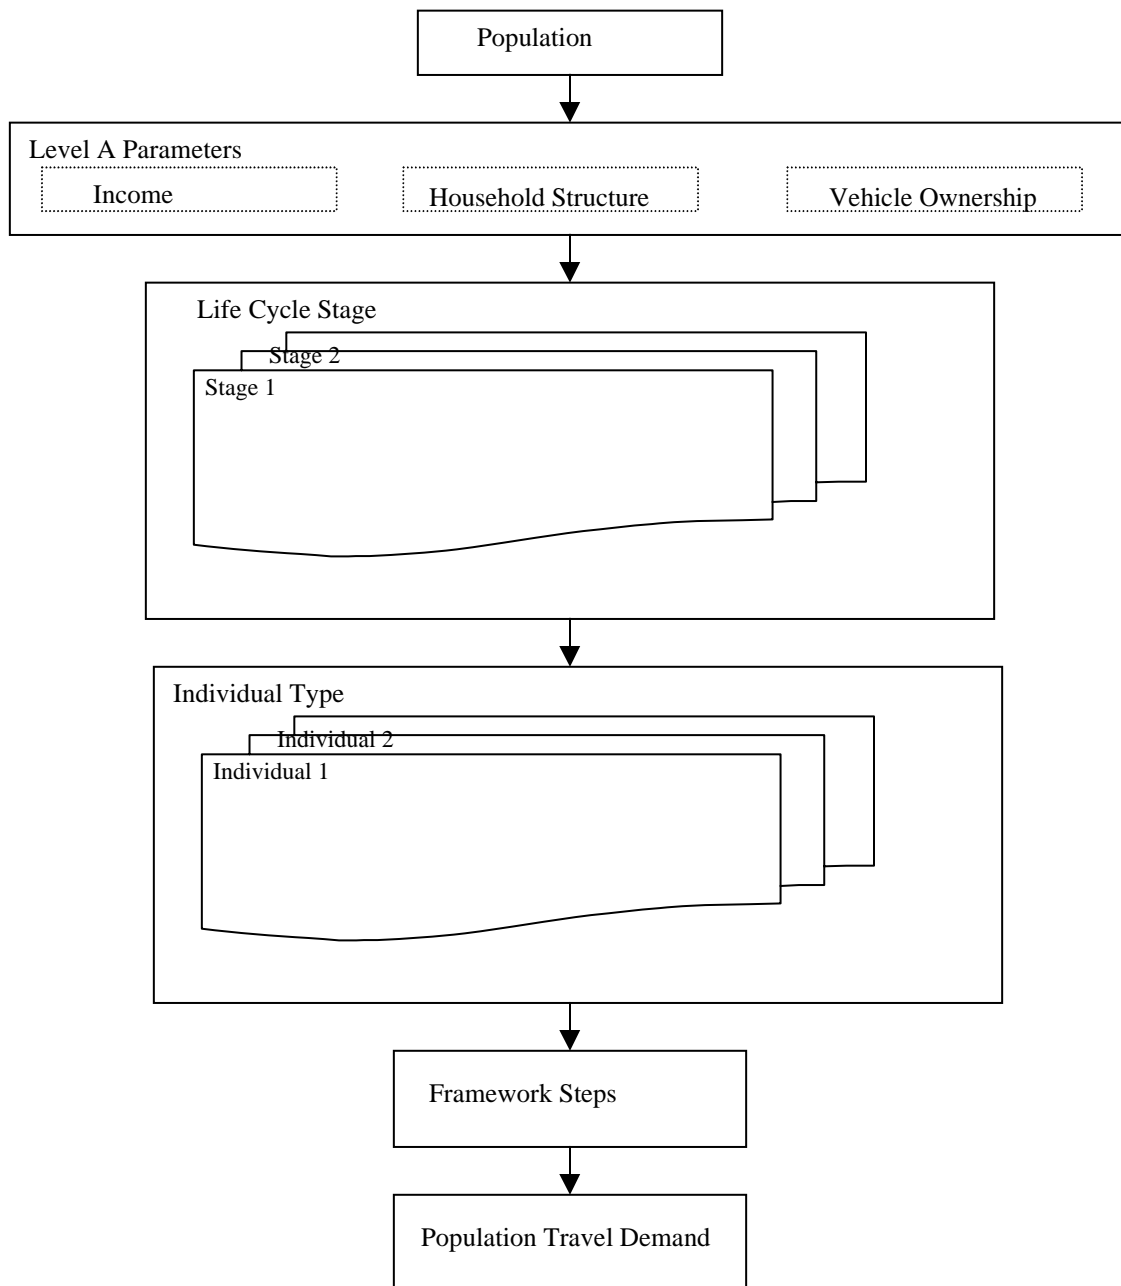 Population
Level A Parameters
Income
Household Structure
Vehicle Ownership
Life Cycle Stage
Stage 2
Stage 1
Individual Type
Individual 2
Individual 1
Framework Steps
Population Travel Demand